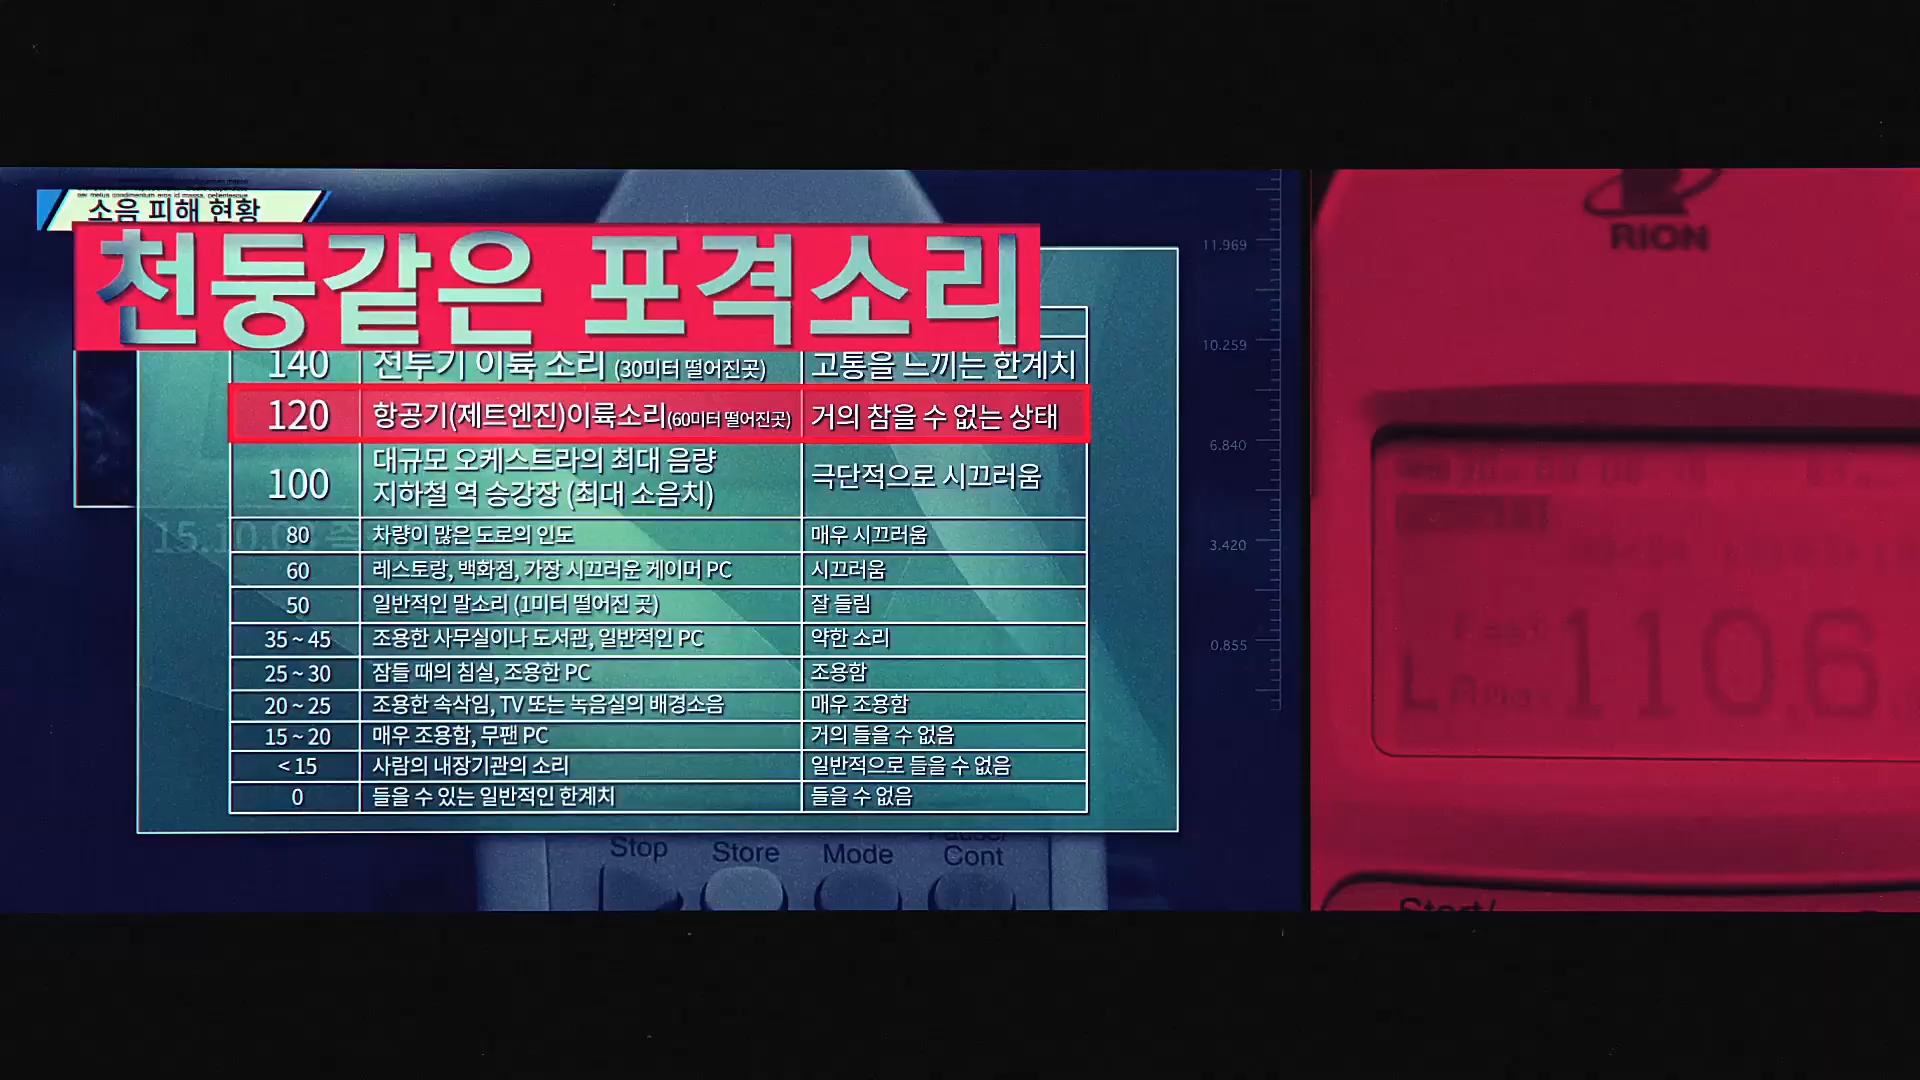 소음 피해 현황
천둥같은 포격소리
140 전투기 이륙 소리 (30미터 떨어진곳) 고통을 느끼는 한계치
120 항공기(제트엔진)이륙소리(60미터 떨어진곳) 거의 참을 수 없는 상태
100 대규모 오케스트라의 최대 음량
지하철 역 승강장 (최대 소음치) 극단적으로 시끄러움
80 차량이 많은 도로의 인도 매우 시끄러움
60 레스토랑, 백화점, 가장 시끄러운 게이머 PC 시끄러움
50 일반적인 말소리 (1미터 떨어진 곳) 잘 들림
35 ~ 45 조용한 사무실이나 도서관, 일반적인 PC 약한 소리
25 ~ 30 잠들 때의 침실, 조용한 PC 조용함
20 ~ 25 조용한 속삭임, TV 또는 녹음실의 배경소음 매우 조용함
15 ~ 20 매우 조용함, 무팬 PC 거의 들을 수 없음
< 15 사람의 내장기관의 소리 일반적으로 들을 수 없음
0 들을 수 있는 일반적인 한계치 들을 수 없음
Stop Store Mode Pause/
Cont
11.969
10.259
6.840
3.420
0.855
RION
Fast
LAmax 110.6
Start/